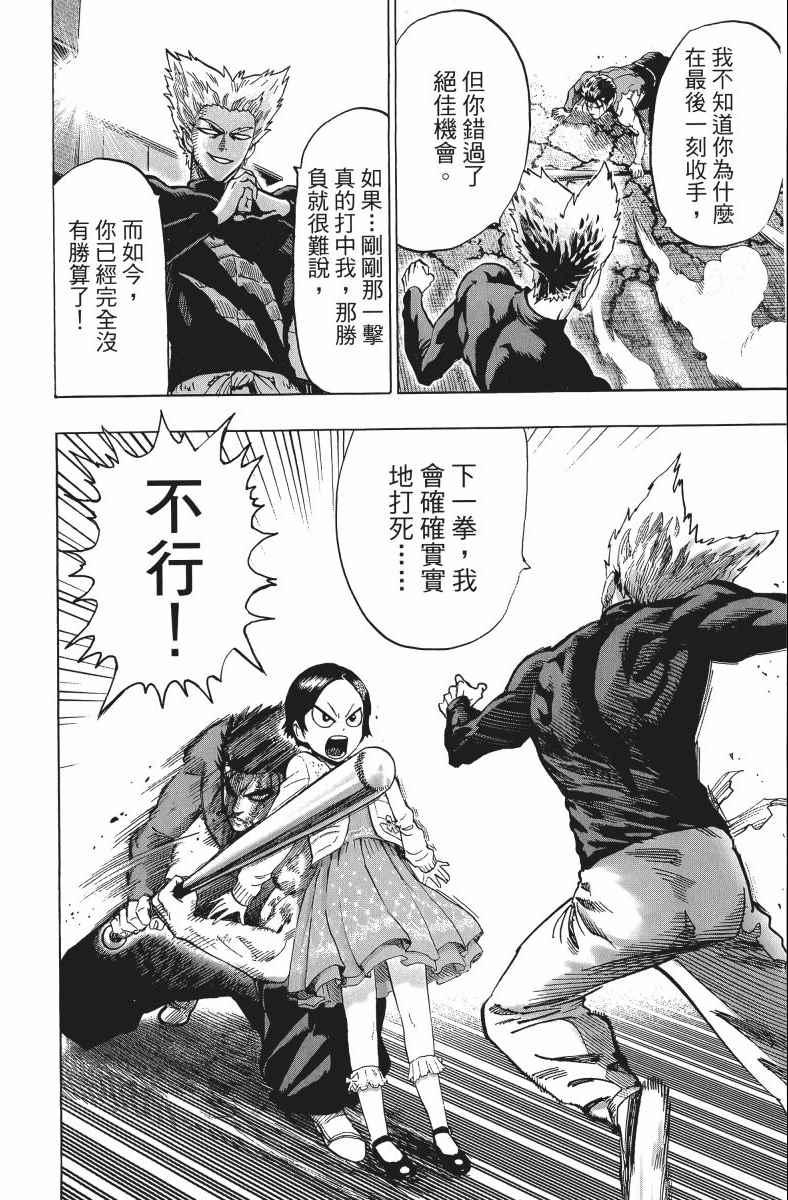 我不知道你為什麼
在最後一刻收手，
但你錯過了
絕佳機會。
如果…剛剛那一擊
真的打中我，那勝
負就很難說，
而如今，
你已經完全沒
有勝算了！
下一拳，我
會確確實實
地打死……
不行！